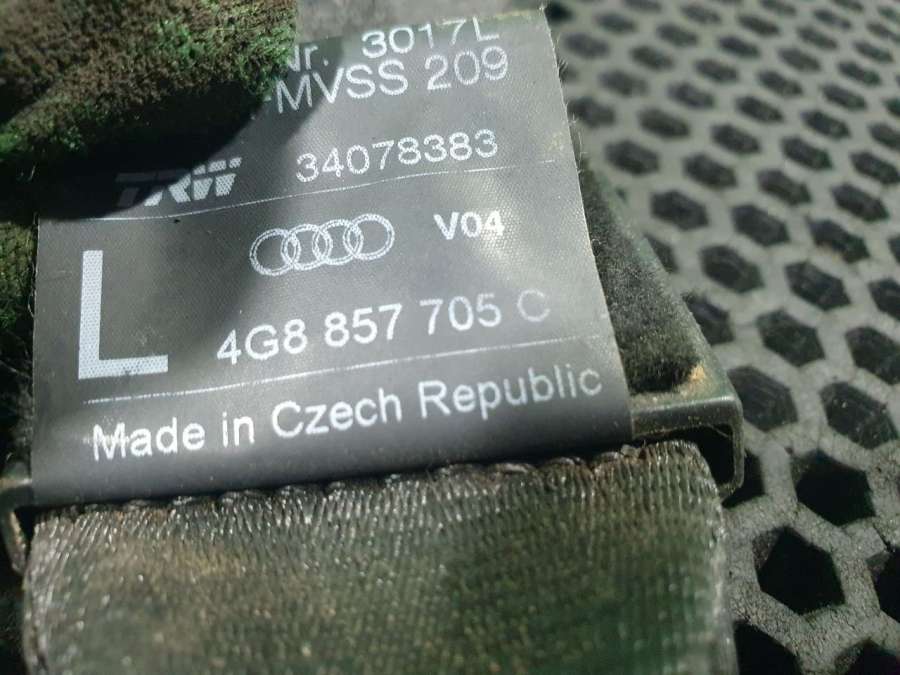 Nr. 3017L
MVSS 209
TRW 34078383
V04
L 4G8 857 705 C
Made in Czech Republic